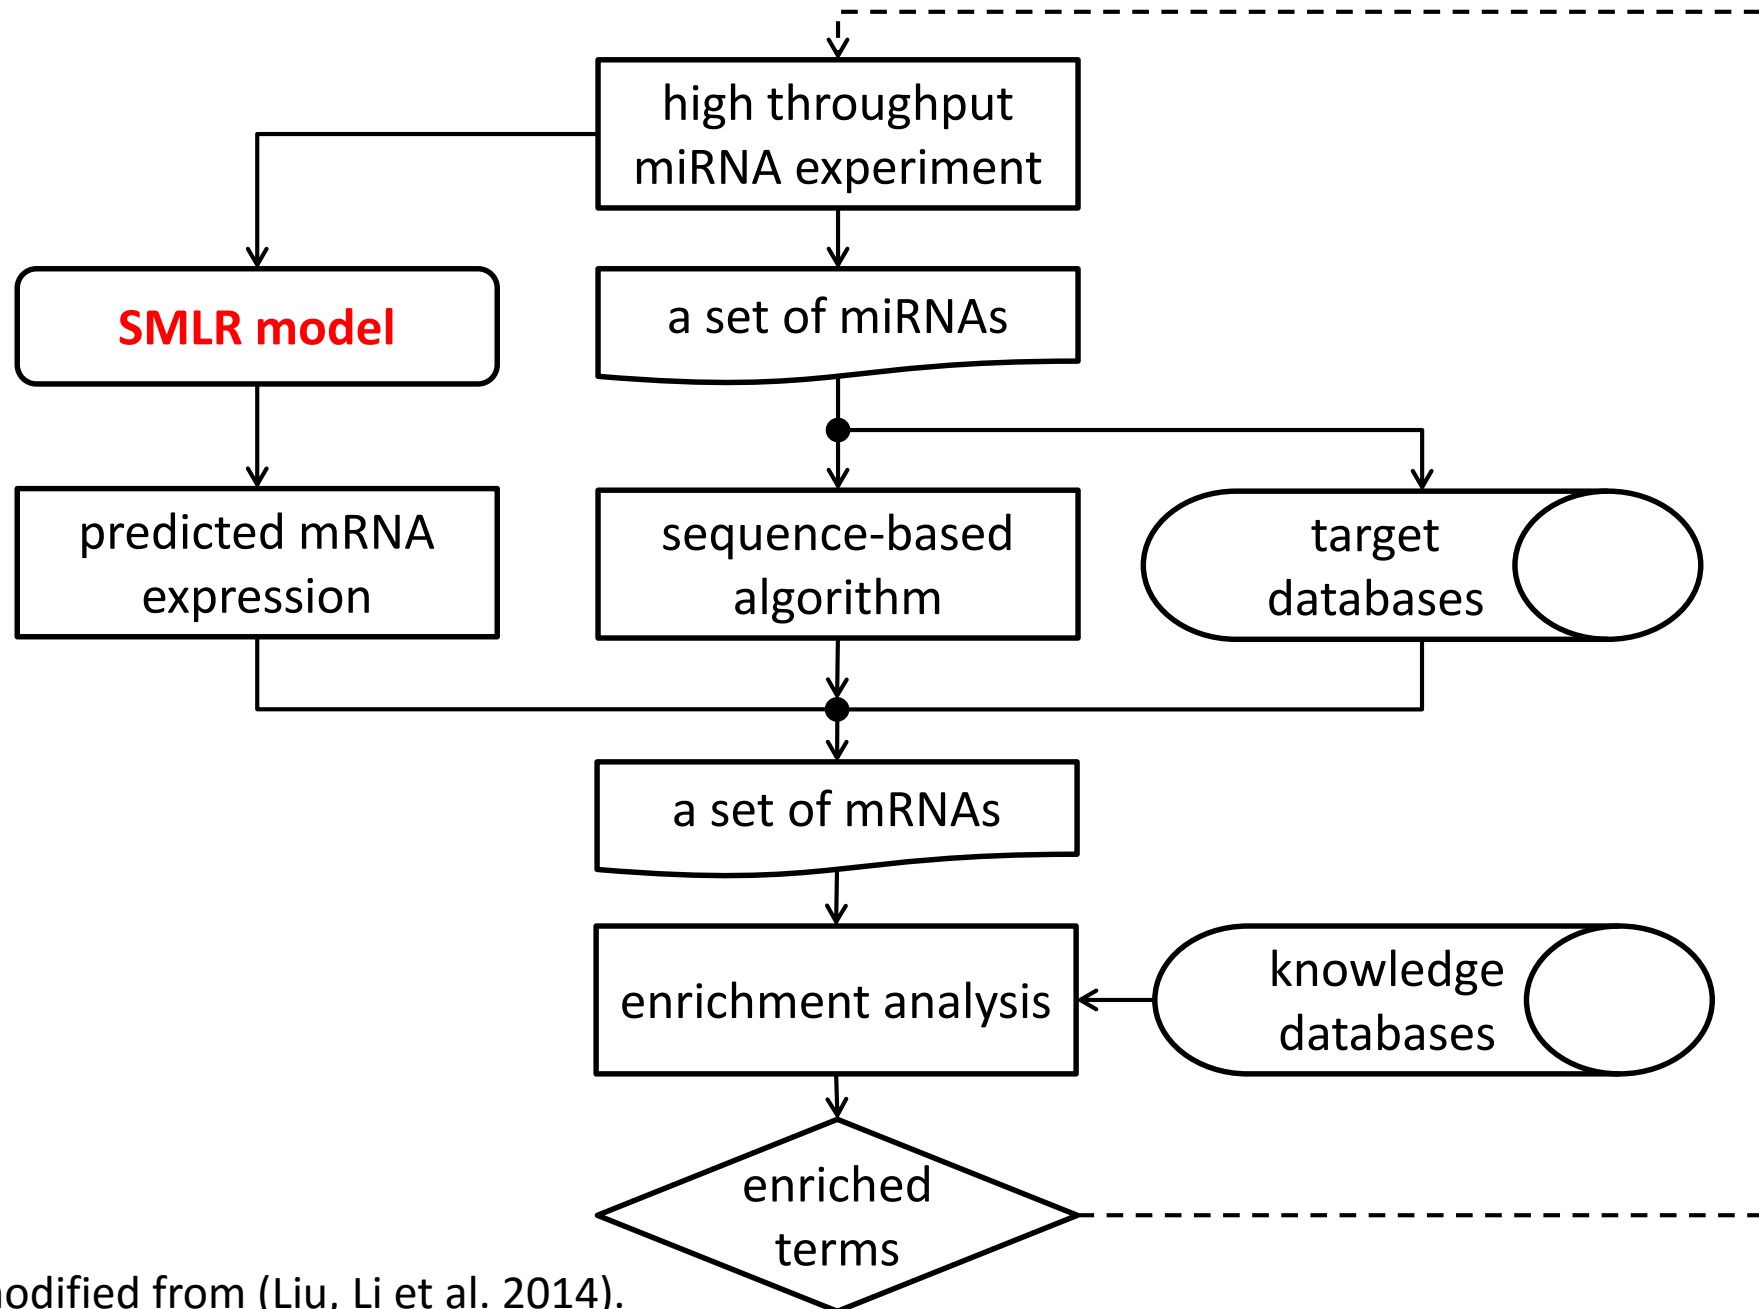 high throughput
miRNA experiment
SMLR model
a set of miRNAs
predicted mRNA
expression
sequence-based
algorithm
target
databases
a set of mRNAs
enrichment analysis
knowledge
databases
enriched
terms
from (Liu, Li et al. 2014).